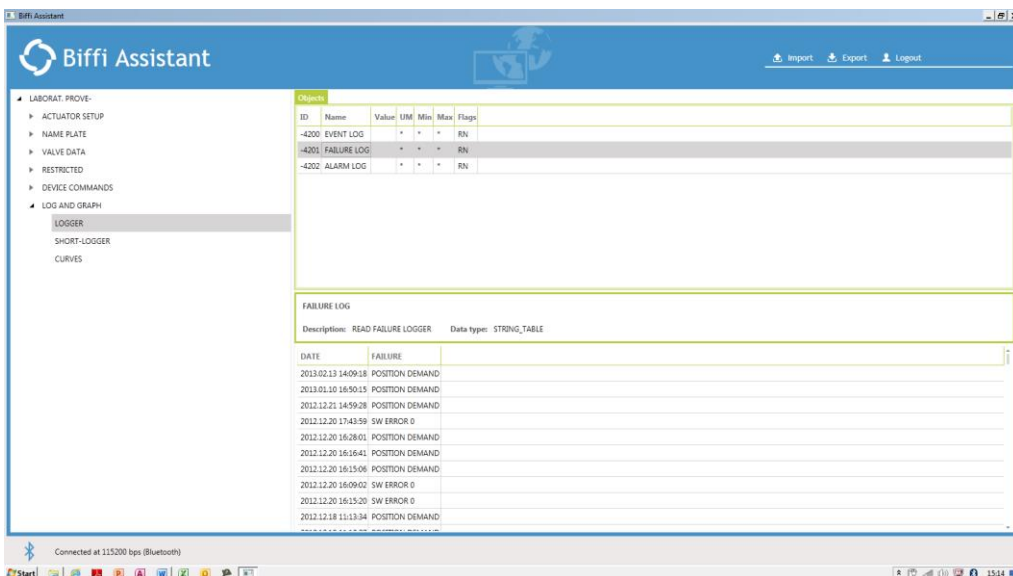 Biffi Assistant
Biffi Assistant
Import Export Logout
LABORAT. PROVE-
ACTUATOR SETUP
NAME PLATE
VALVE DATA
RESTRICTED
DEVICE COMMANDS
LOG AND GRAPH
LOGGER
SHORT-LOGGER
CURVES
Objects
ID Name Value UM Min Max Flags
-4200 EVENT LOG * * * RN
-4201 FAILURE LOG * * * RN
-4202 ALARM LOG * * * RN
FAILURE LOG
Description: READ FAILURE LOGGER Data type: STRING_TABLE
DATE FAILURE
2013.02.13 14:09:18 POSITION DEMAND
2013.01.10 16:50:15 POSITION DEMAND
2012.12.21 14:59:28 POSITION DEMAND
2012.12.20 17:43:59 SW ERROR 0
2012.12.20 16:28:01 POSITION DEMAND
2012.12.20 16:16:41 POSITION DEMAND
2012.12.20 16:15:06 POSITION DEMAND
2012.12.20 16:09:02 SW ERROR 0
2012.12.20 16:15:20 SW ERROR 0
2012.12.18 11:13:34 POSITION DEMAND
Connected at 115200 bps (Bluetooth)
Start 15:14